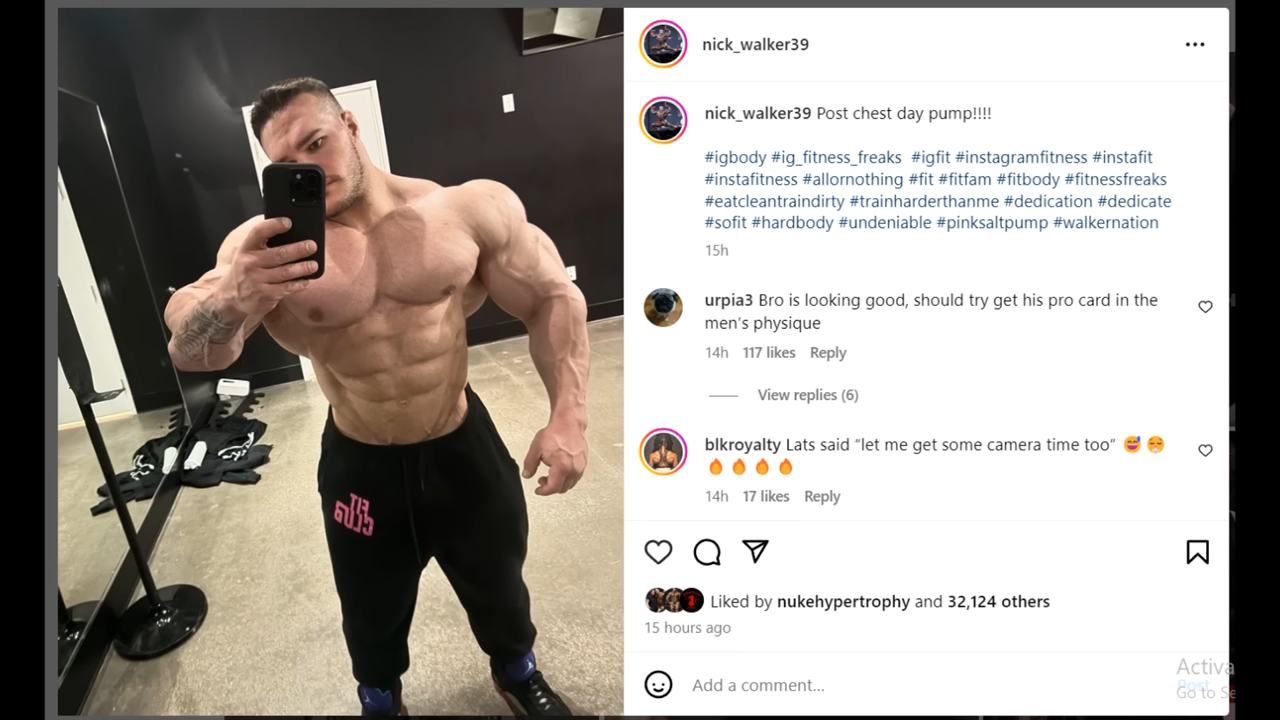 nick_walker39
nick_walker39 Post chest day pump!!!!
#igbody #ig_fitness_freaks #igfit #instagramfitness #instafit
#instafitness #allornothing #fit #fitfam #fitbody #fitnessfreaks
#eatcleantraindirty #trainharderthanme #dedication #dedicate
#sofit #hardbody #undeniable #pinksaltpump #walkernation
15h
urpia3 Bro is looking good, should try get his pro card in the
men’s physique
14h 117 likes Reply
View replies (6)
blkroyalty Lats said “let me get some camera time too” 😅😮‍💨
🔥🔥🔥🔥
14h 17 likes Reply
Liked by nukehypertrophy and 32,124 others
15 hours ago
Add a comment...
Activa
Post
Go to Se
FIT
CLUB